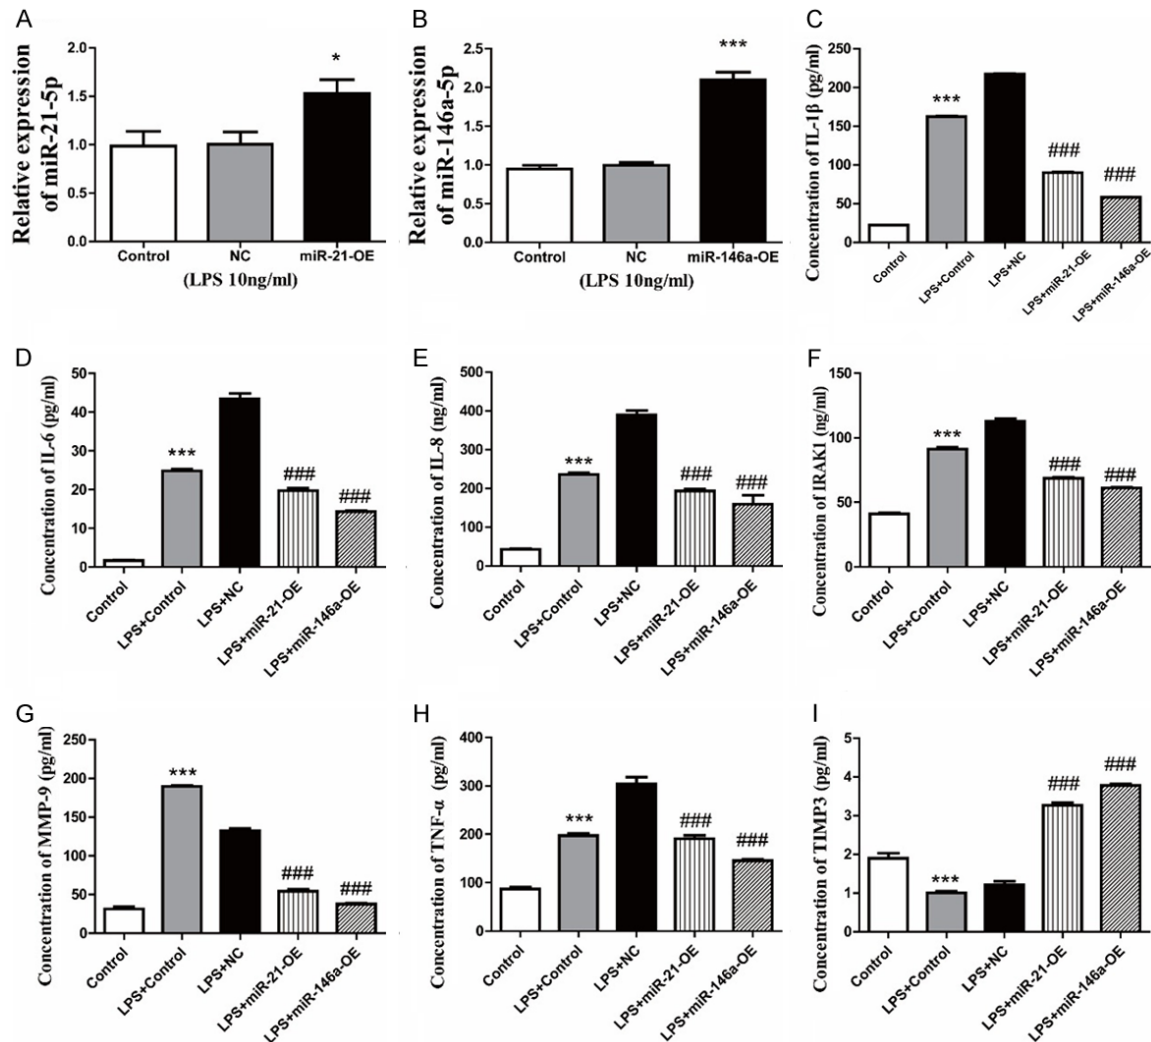 A
Relative expression
of miR-21-5p
2.0
1.5
1.0
0.5
0.0
*
Control
NC
miR-21-OE
(LPS 10ng/ml)
B
Relative expression
of miR-146a-5p
2.5
2.0
1.5
1.0
0.5
0.0
***
Control
NC
miR-146a-OE
(LPS 10ng/ml)
C
Concentration of IL-1β (pg/ml)
250
200
150
100
50
0
***
###
###
Control
LPS+Control
LPS+NC
LPS+miR-21-OE
LPS+miR-146a-OE
D
Concentration of IL-6 (pg/ml)
50
40
30
20
10
0
***
###
###
Control
LPS+Control
LPS+NC
LPS+miR-21-OE
LPS+miR-146a-OE
E
Concentration of IL-8 (ng/ml)
500
400
300
200
100
0
***
###
###
Control
LPS+Control
LPS+NC
LPS+miR-21-OE
LPS+miR-146a-OE
F
Concentration of IRAK1 (ng/ml)
150
100
50
0
***
###
###
Control
LPS+Control
LPS+NC
LPS+miR-21-OE
LPS+miR-146a-OE
G
Concentration of MMP-9 (pg/ml)
250
200
150
100
50
0
***
###
###
Control
LPS+Control
LPS+NC
LPS+miR-21-OE
LPS+miR-146a-OE
H
Concentration of TNF-α (pg/ml)
400
300
200
100
0
***
###
###
Control
LPS+Control
LPS+NC
LPS+miR-21-OE
LPS+miR-146a-OE
I
Concentration of TIMP3 (pg/ml)
5
4
3
2
1
0
***
###
###
Control
LPS+Control
LPS+NC
LPS+miR-21-OE
LPS+miR-146a-OE